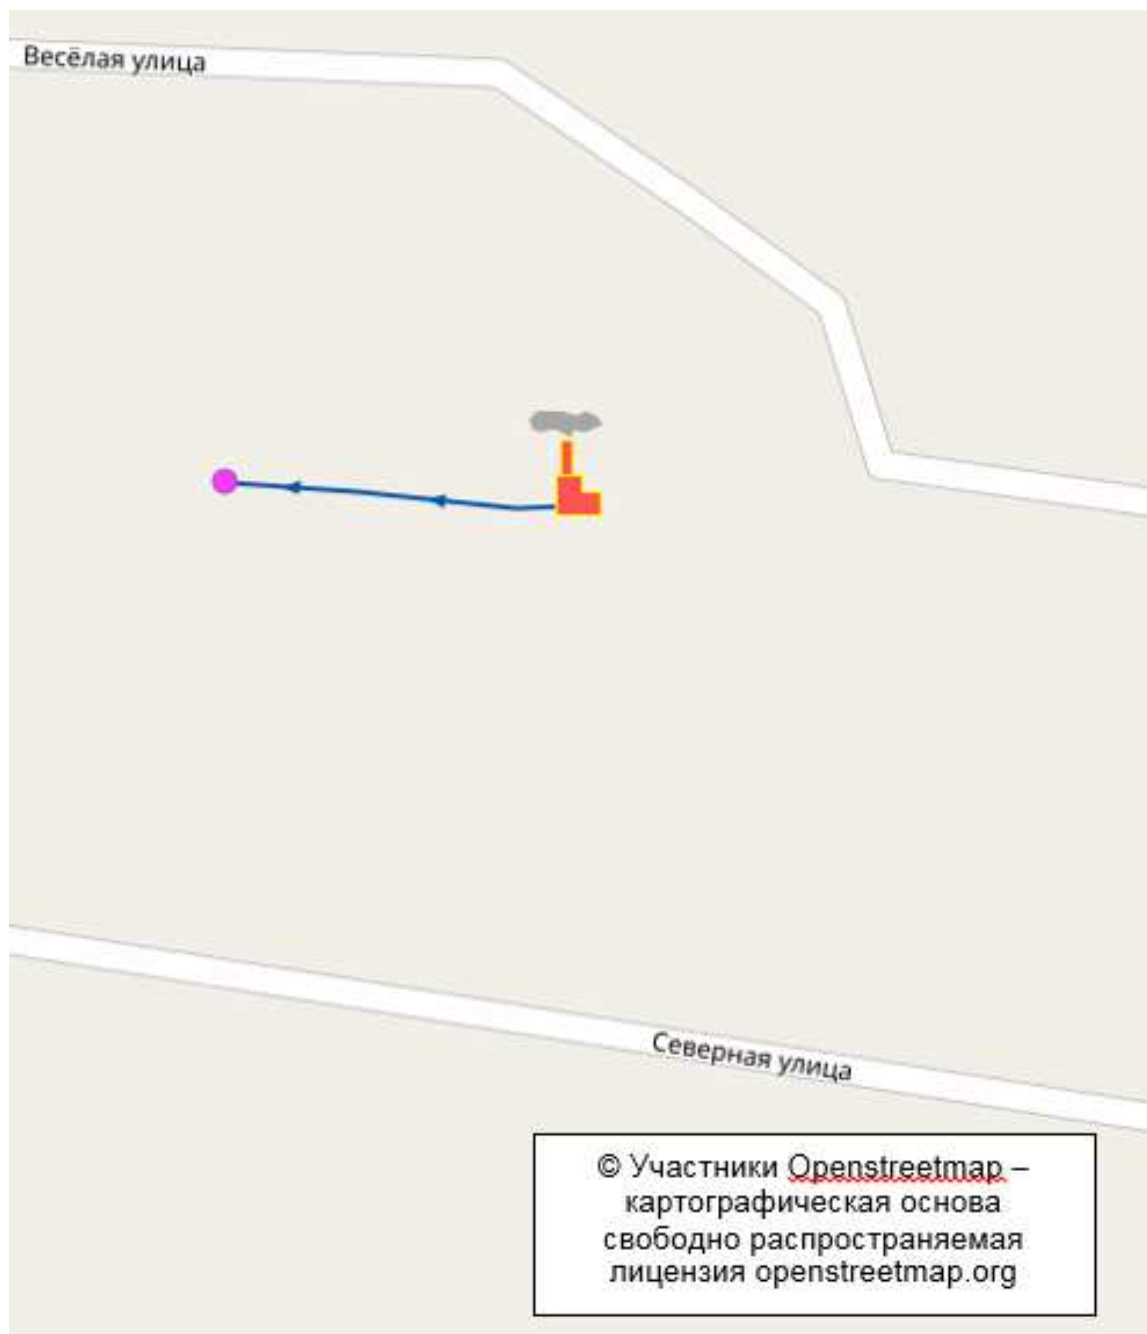 Весёлая улица
Северная улица
© Участники Openstreetmap –
картографическая основа
свободно распространяемая
лицензия openstreetmap.org